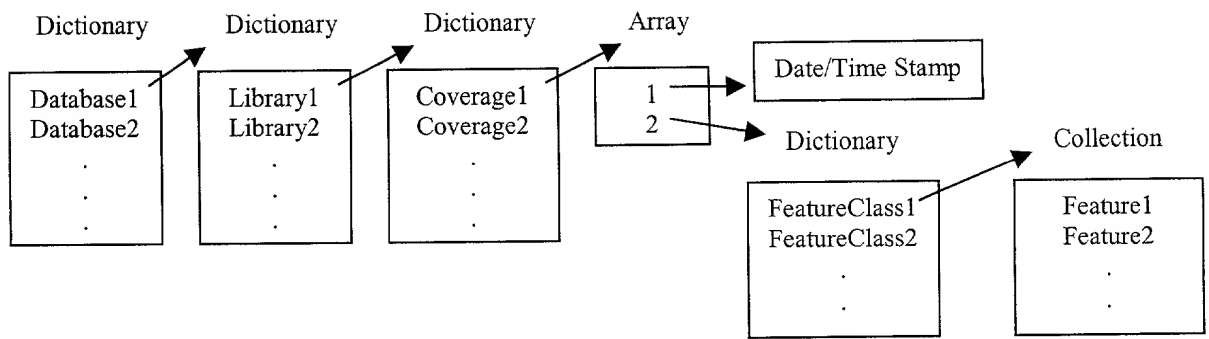 Dictionary
Dictionary
Dictionary
Array
Database1
Database2
.
.
.
Library1
Library2
.
.
.
Coverage1
Coverage2
.
.
.
1
2
Date/Time Stamp
Dictionary
FeatureClass1
FeatureClass2
.
.
Collection
Feature1
Feature2
.
.